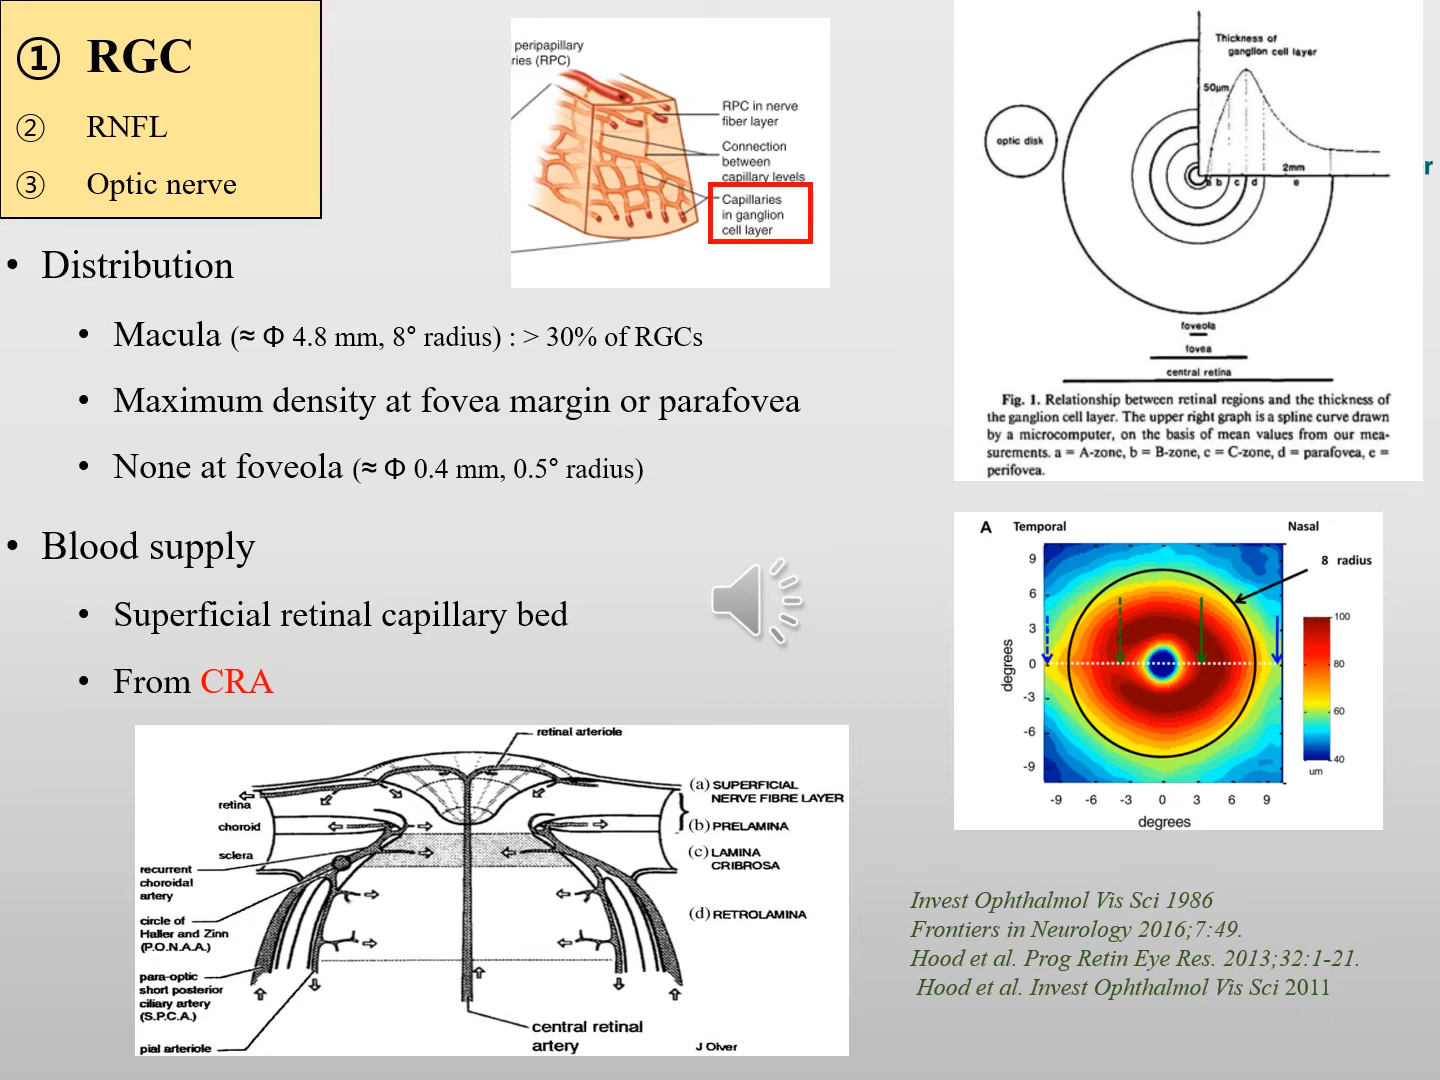 ① RGC
② RNFL
③ Optic nerve
peripapillary
ries (RPC)
RPC in nerve
fiber layer
Connection
between
capillary levels
Capillaries
in ganglion
cell layer
Thickness of
ganglion cell layer
50μm
optic disk
2mm
a b c d e
foveola
fovea
central retina
Fig. 1. Relationship between retinal regions and the thickness of
the ganglion cell layer. The upper right graph is a spline curve drawn
by a microcomputer, on the basis of mean values from our mea-
surements. a = A-zone, b = B-zone, c = C-zone, d = parafovea, e =
perifovea.
r
• Distribution
• Macula (≈ Φ 4.8 mm, 8° radius) : > 30% of RGCs
• Maximum density at fovea margin or parafovea
• None at foveola (≈ Φ 0.4 mm, 0.5° radius)
• Blood supply
• Superficial retinal capillary bed
• From CRA
A Temporal Nasal
8 radius
9
6
3
0
-3
-6
-9
degrees
-9 -6 -3 0 3 6 9
degrees
100
80
60
40
um
retinal arteriole
retina
choroid
sclera
recurrent
choroidal
artery
circle of
Haller and Zinn
(P.O.N.A.A.)
para-optic
short posterior
ciliary artery
(S.P.C.A.)
pial arteriole
(a) SUPERFICIAL
NERVE FIBRE LAYER
(b) PRELAMINA
(c) LAMINA
CRIBROSA
(d) RETROLAMINA
central retinal
artery
J Olver
Invest Ophthalmol Vis Sci 1986
Frontiers in Neurology 2016;7:49.
Hood et al. Prog Retin Eye Res. 2013;32:1-21.
Hood et al. Invest Ophthalmol Vis Sci 2011